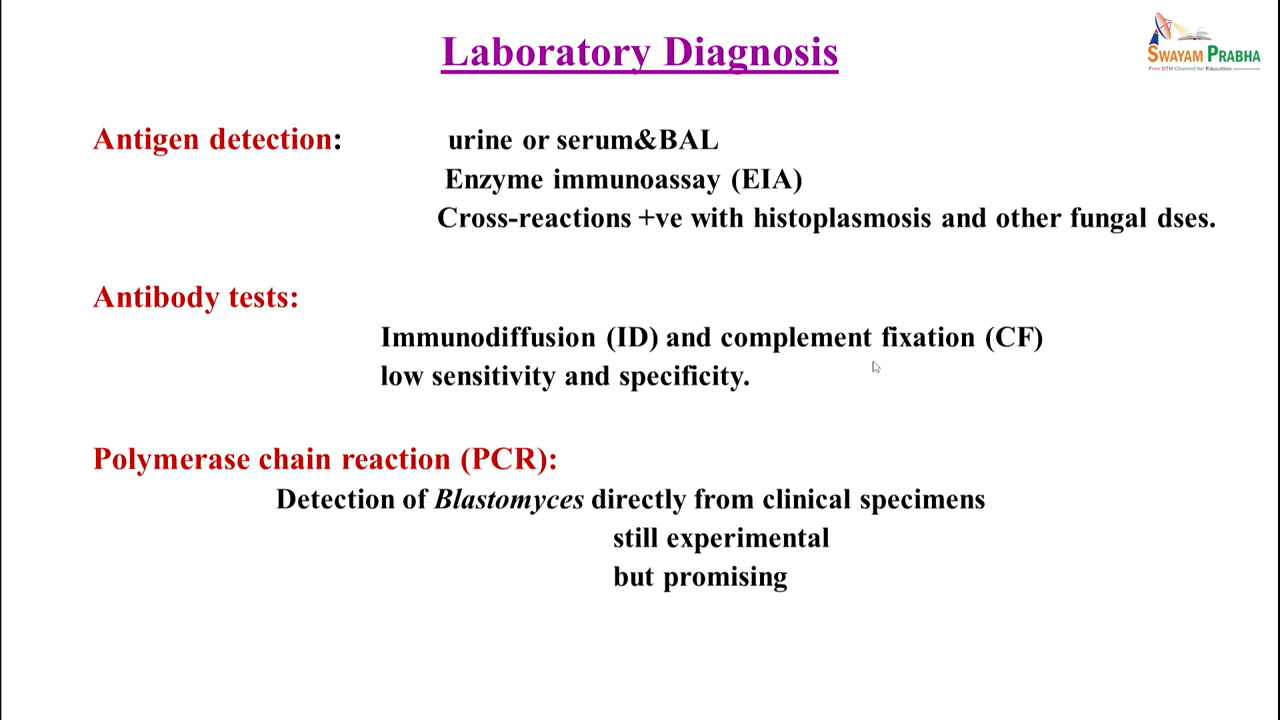 Laboratory Diagnosis
SWAYAM PRABHA
Free DTH Channel for Education
Antigen detection: urine or serum&BAL
Enzyme immunoassay (EIA)
Cross-reactions +ve with histoplasmosis and other fungal dses.
Antibody tests:
Immunodiffusion (ID) and complement fixation (CF)
low sensitivity and specificity.
Polymerase chain reaction (PCR):
Detection of Blastomyces directly from clinical specimens
still experimental
but promising